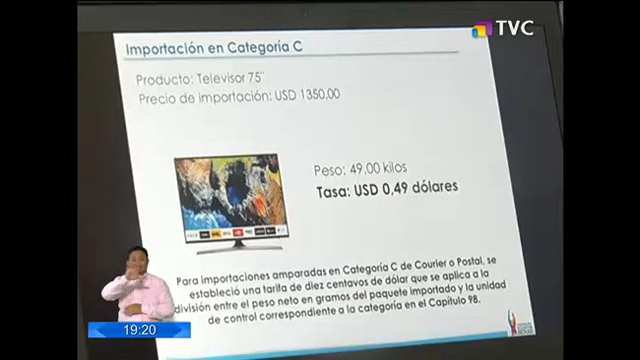 TVC
Importación en Categoría C
Producto: Televisor 75"
Precio de importación: USD 1350,00
Peso: 49,00 kilos
Tasa: USD 0,49 dólares
Para importaciones amparadas en Categoría C de Courier o Postal, se
estableció una tarifa de diez centavos de dólar que se aplica a la
división entre el peso neto en gramos del paquete importado y la unidad
de control correspondiente a la categoría en el Capítulo 98.
19:20